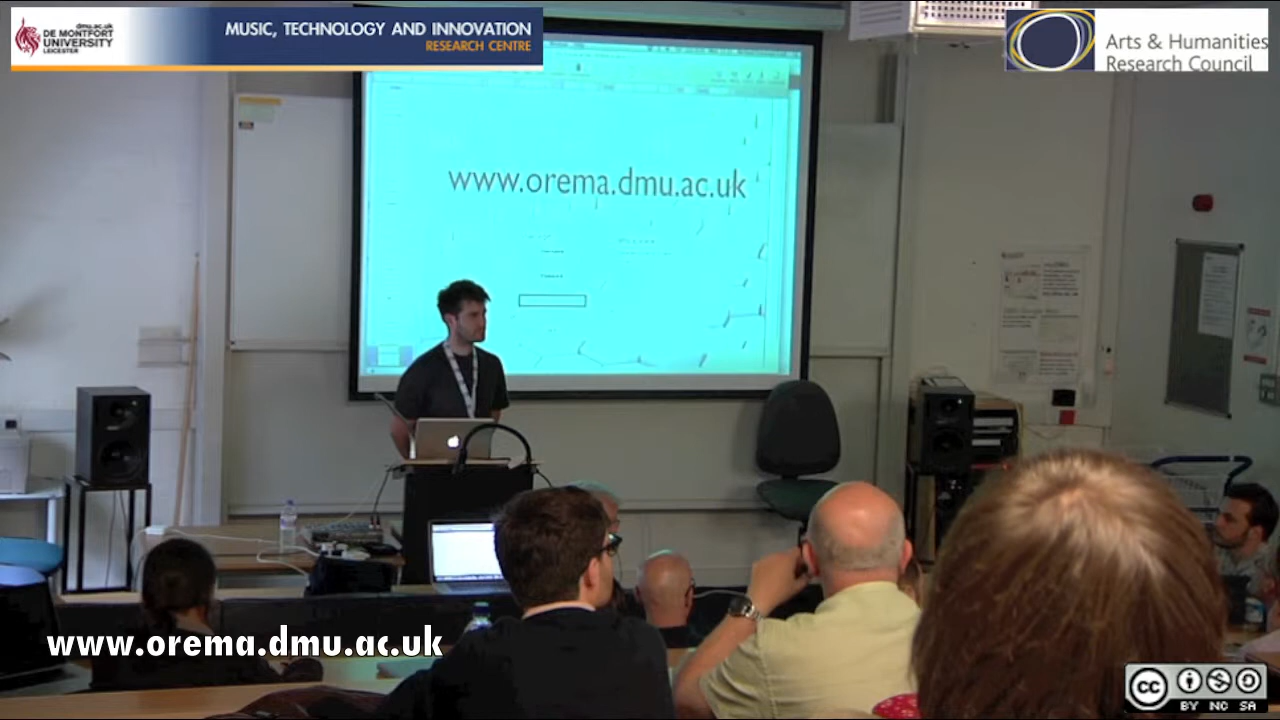 dmu.ac.uk
DE MONTFORT
UNIVERSITY
LEICESTER
MUSIC, TECHNOLOGY AND INNOVATION
RESEARCH CENTRE
Arts & Humanities
Research Council
www.orema.dmu.ac.uk
www.orema.dmu.ac.uk
cc
BY NC SA